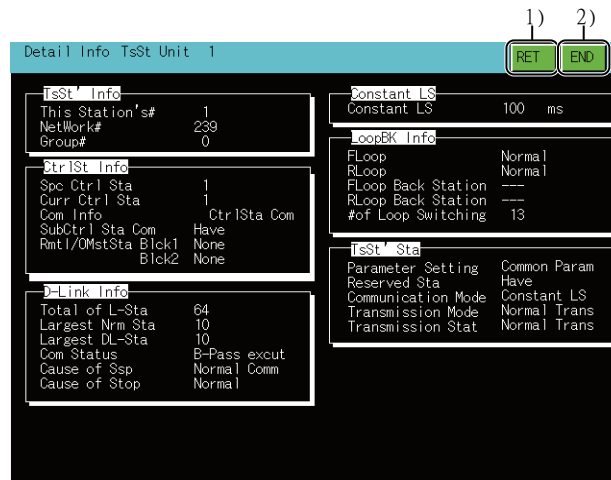 1) 2)
Detail Info TsSt Unit 1
RET END
TsSt' Info
This Station's# 1
NetWork# 239
Group# 0
CtrlSt Info
Spc Ctrl Sta 1
Curr Ctrl Sta 1
Com Info CtrlSta Com
SubCtrl Sta Com Have
Rmtl/OMstSta Blck1 None
Blck2 None
D-Link Info
Total of L-Sta 64
Largest Nrm Sta 10
Largest DL-Sta 10
Com Status B-Pass excut
Cause of Ssp Normal Comm
Cause of Stop Normal
Constant LS
Constant LS 100 ms
LoopBK Info
FLoop Normal
RLoop Normal
FLoop Back Station ---
RLoop Back Station ---
#of Loop Switching 13
TsSt' Sta
Parameter Setting Common Param
Reserved Sta Have
Communication Mode Constant LS
Transmission Mode Normal Trans
Transmission Stat Normal Trans